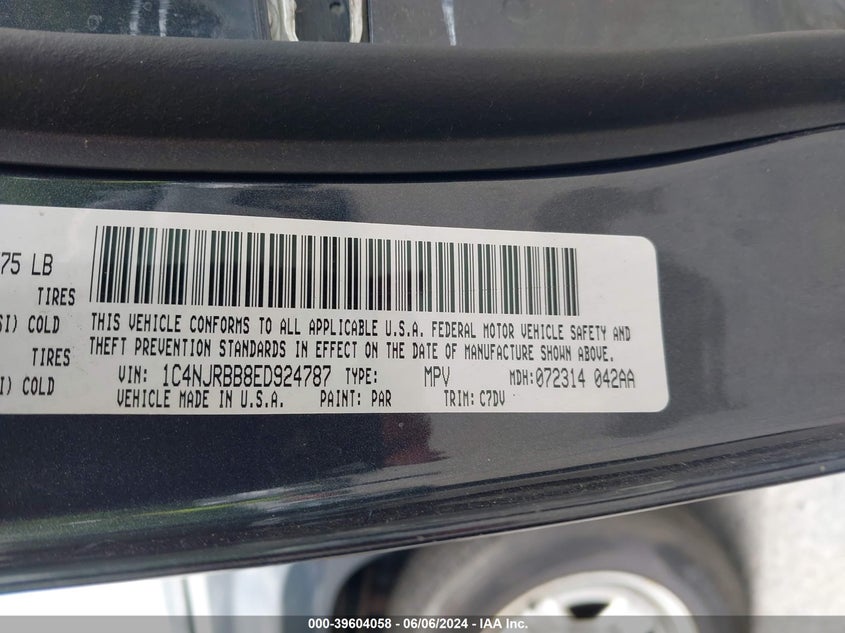 75 LB
TIRES
SI) COLD
TIRES
I) COLD
THIS VEHICLE CONFORMS TO ALL APPLICABLE U.S.A. FEDERAL MOTOR VEHICLE SAFETY AND
THEFT PREVENTION STANDARDS IN EFFECT ON THE DATE OF MANUFACTURE SHOWN ABOVE.
VIN: 1C4NJRBB8ED924787 TYPE: MPV MDH:072314 042AA
VEHICLE MADE IN U.S.A. PAINT: PAR TRIM: C7DV
000-39604058 - 06/06/2024 - IAA Inc.